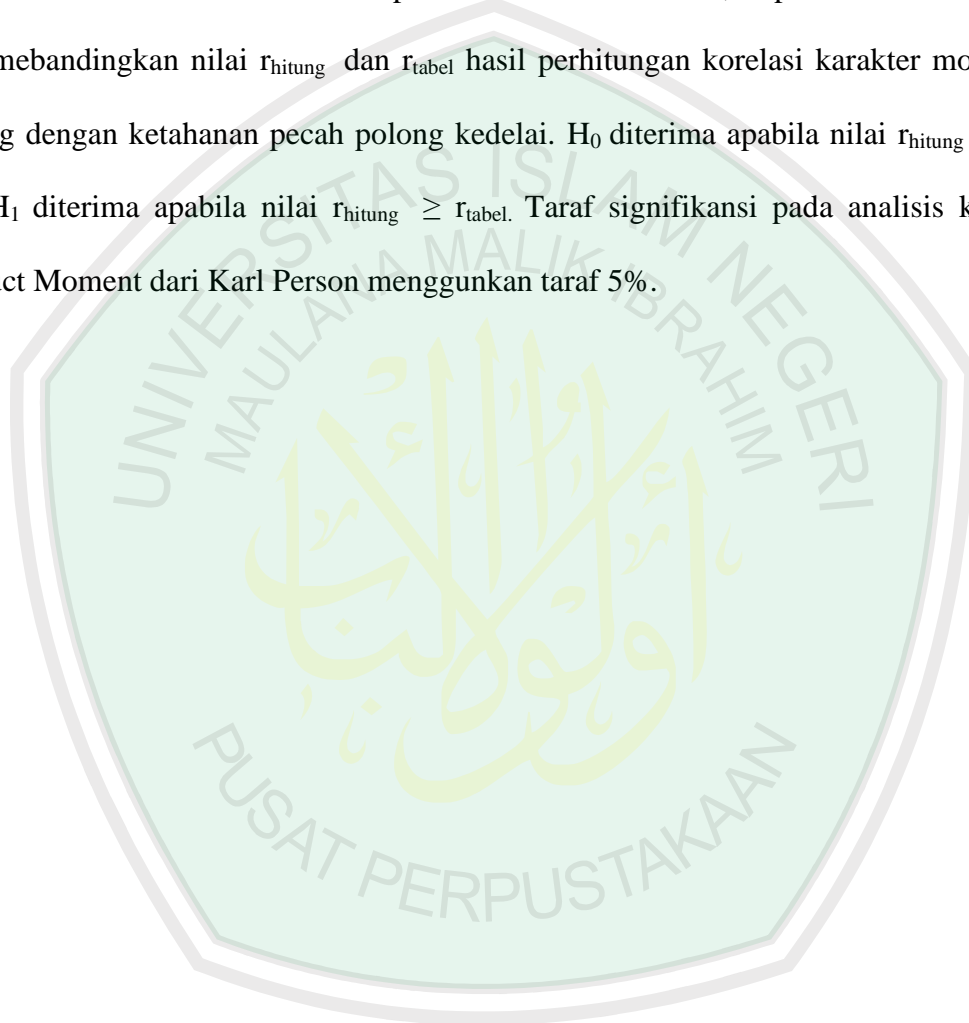 mebandingkan nilai rhitung dan rtabel hasil perhitungan korelasi karakter mo
g dengan ketahanan pecah polong kedelai. H0 diterima apabila nilai rhitung
H1 diterima apabila nilai rhitung ≥ rtabel. Taraf signifikansi pada analisis k
uct Moment dari Karl Person menggunkan taraf 5%.
UNIVERSITAS ISLAM NEGERI
MAULANA MALIK IBRAHIM
PUSAT PERPUSTAKAAN